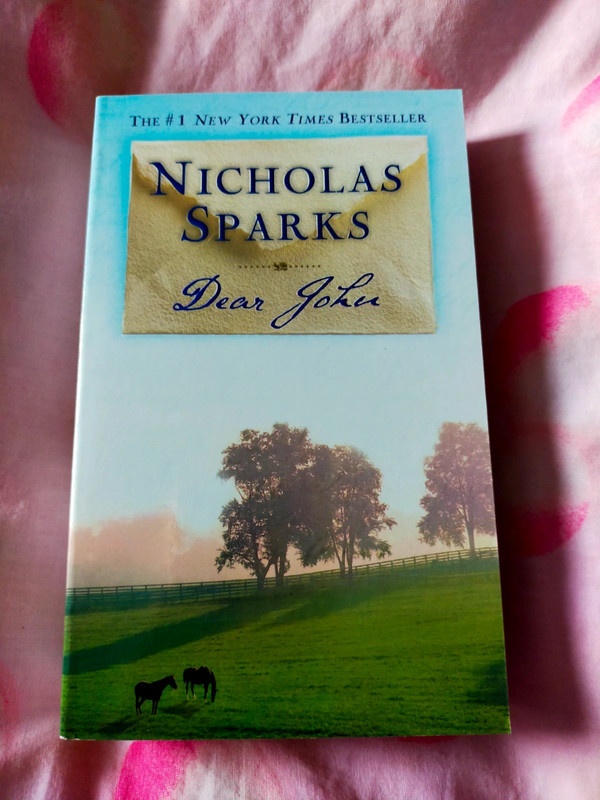 THE #1 NEW YORK TIMES BESTSELLER
NICHOLAS
SPARKS
Dear John